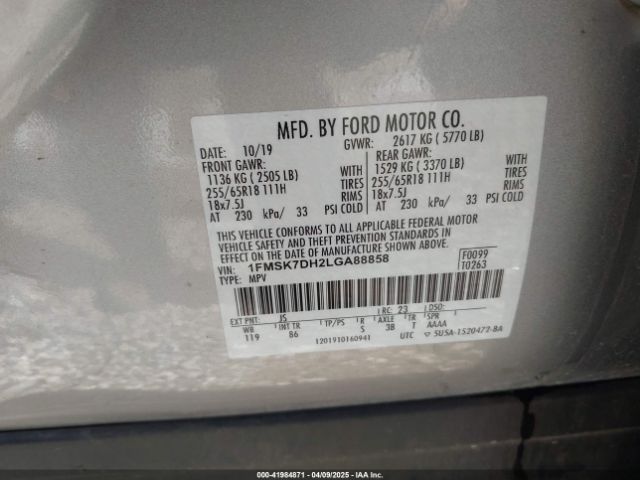 MFD. BY FORD MOTOR CO.
DATE: 10/19 GVWR: 2617 KG ( 5770 LB)
FRONT GAWR: REAR GAWR:
1136 KG ( 2505 LB) WITH 1529 KG ( 3370 LB) WITH
255/65R18 111H TIRES 255/65R18 111H TIRES
18x7.5J RIMS 18x7.5J RIMS
AT 230 kPa/ 33 PSI COLD AT 230 kPa/ 33 PSI COLD
THIS VEHICLE CONFORMS TO ALL APPLICABLE FEDERAL MOTOR
VEHICLE SAFETY AND THEFT PREVENTION STANDARDS IN
EFFECT ON THE DATE OF MANUFACTURE SHOWN ABOVE.
VIN: 1FMSK7DH2LGA88858 F0099
TYPE: MPV T0263
EXT PNT: JS RC: 23 DSO:
WB INT TR TP/PS R AXLE TR SPR
119 86 S 3B T AAAA
1201910160941 UTC ▽ 5U5A-1520472-BA
000-41984871 - 04/09/2025 - IAA, Inc.